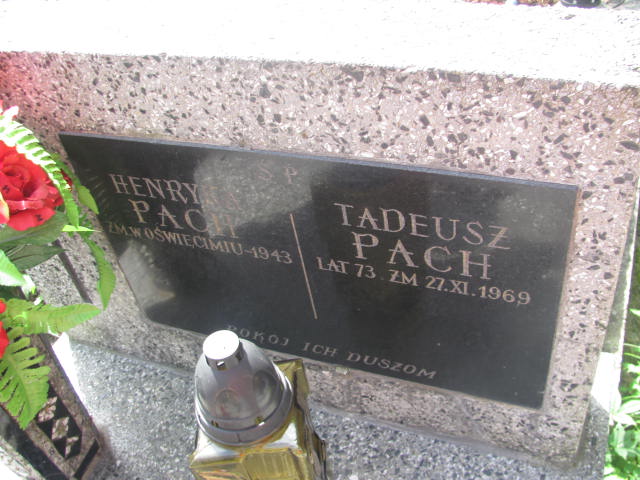 S P
HENRYK
PACH
ZM. W OŚWIĘCIMIU - 1943
TADEUSZ
PACH
LAT 73. ZM 27.XI.1969
POKÓJ ICH DUSZOM